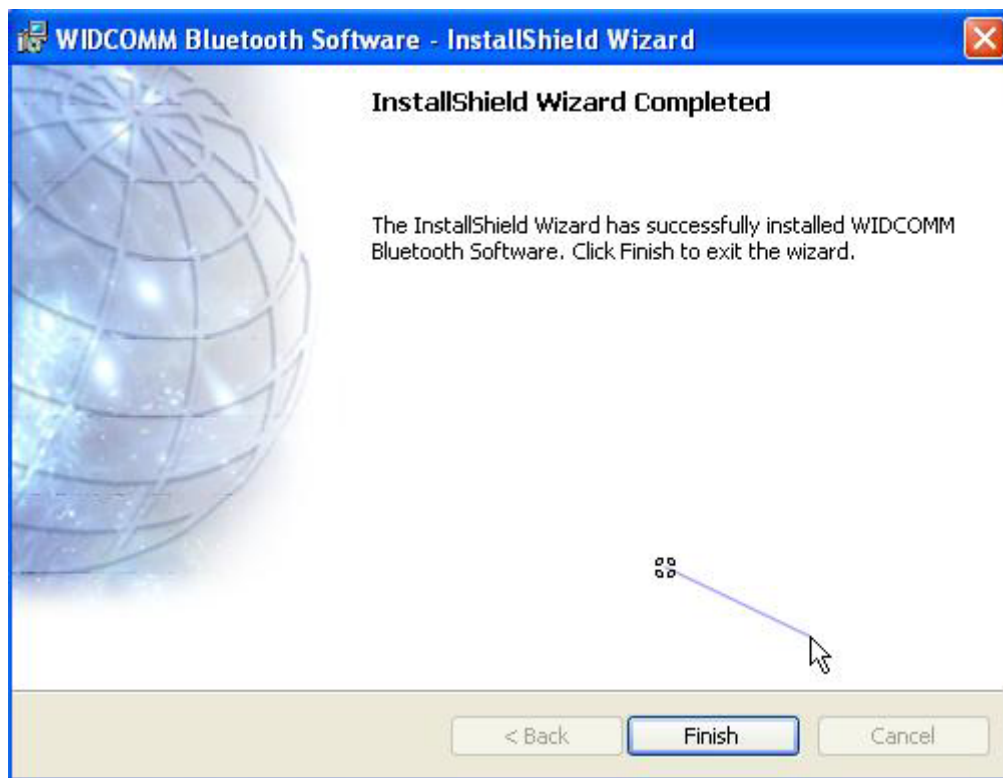 WIDCOMM Bluetooth Software - InstallShield Wizard
InstallShield Wizard Completed
The InstallShield Wizard has successfully installed WIDCOMM
Bluetooth Software. Click Finish to exit the wizard.
< Back Finish Cancel